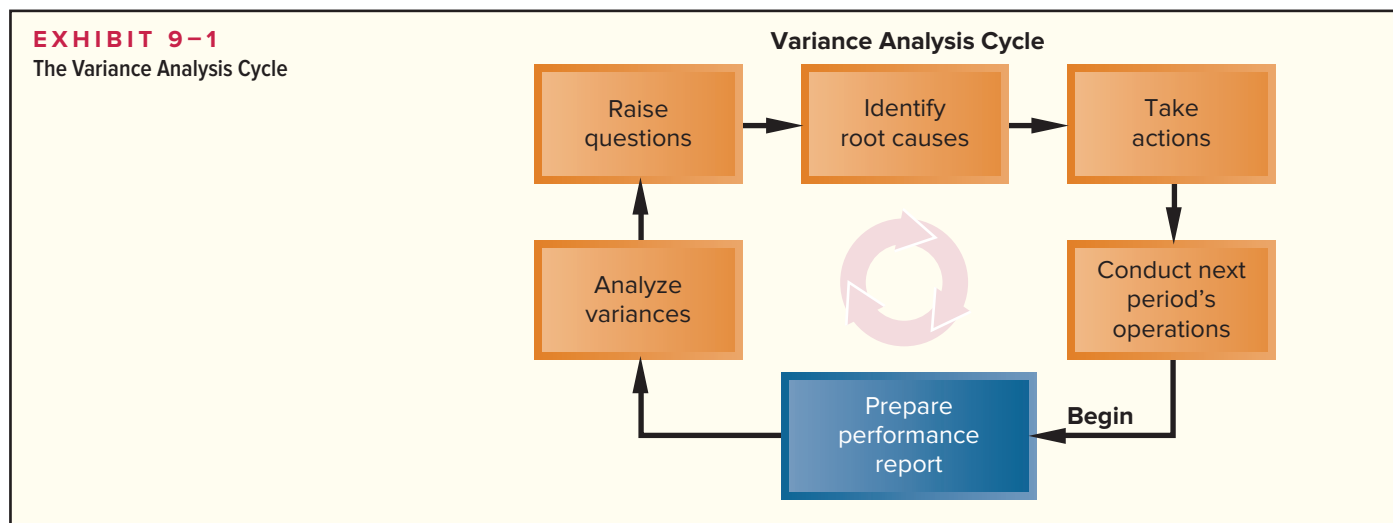 EXHIBIT 9–1
The Variance Analysis Cycle
Variance Analysis Cycle
Raise
questions
Identify
root causes
Take
actions
Analyze
variances
Conduct next
period’s
operations
Prepare
performance
report
Begin